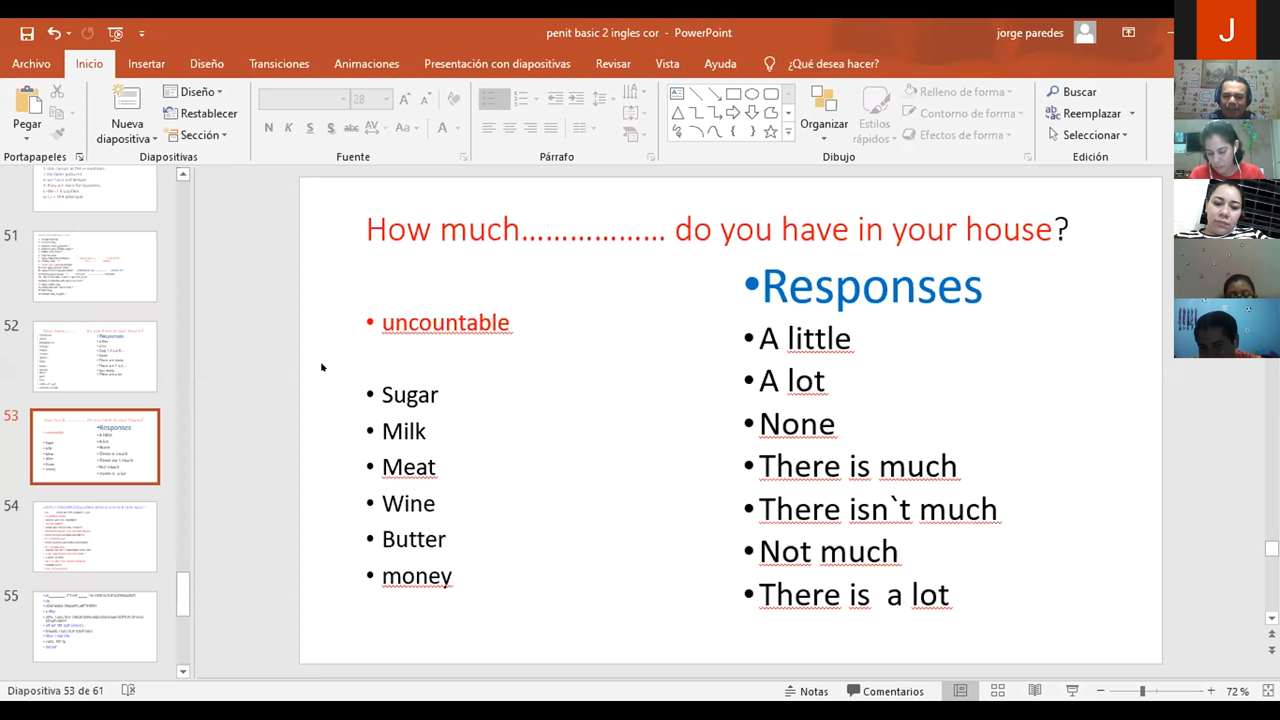 penit basic 2 ingles cor - PowerPoint
jorge paredes
J
Archivo Inicio Insertar Diseño Transiciones Animaciones Presentación con diapositivas Revisar Vista Ayuda ¿Qué desea hacer?
Pegar
Portapapeles
Nueva diapositiva
Diseño
Restablecer
Sección
Diapositivas
28
N K S abc AV Aa A
Fuente
Párrafo
Organizar
Estilos rápidos
Relleno de forma
Contorno de forma
Efectos de forma
Dibujo
Buscar
Reemplazar
Seleccionar
Edición
51
52
53
54
55
How much................. do you have in your house?
•Responses
• uncountable
•A little
•A lot
• Sugar
•None
• Milk
•There is much
• Meat
•There isn`t much
• Wine
•Not much
• Butter
•There is a lot
• money
Diapositiva 53 de 61
Notas
Comentarios
72 %